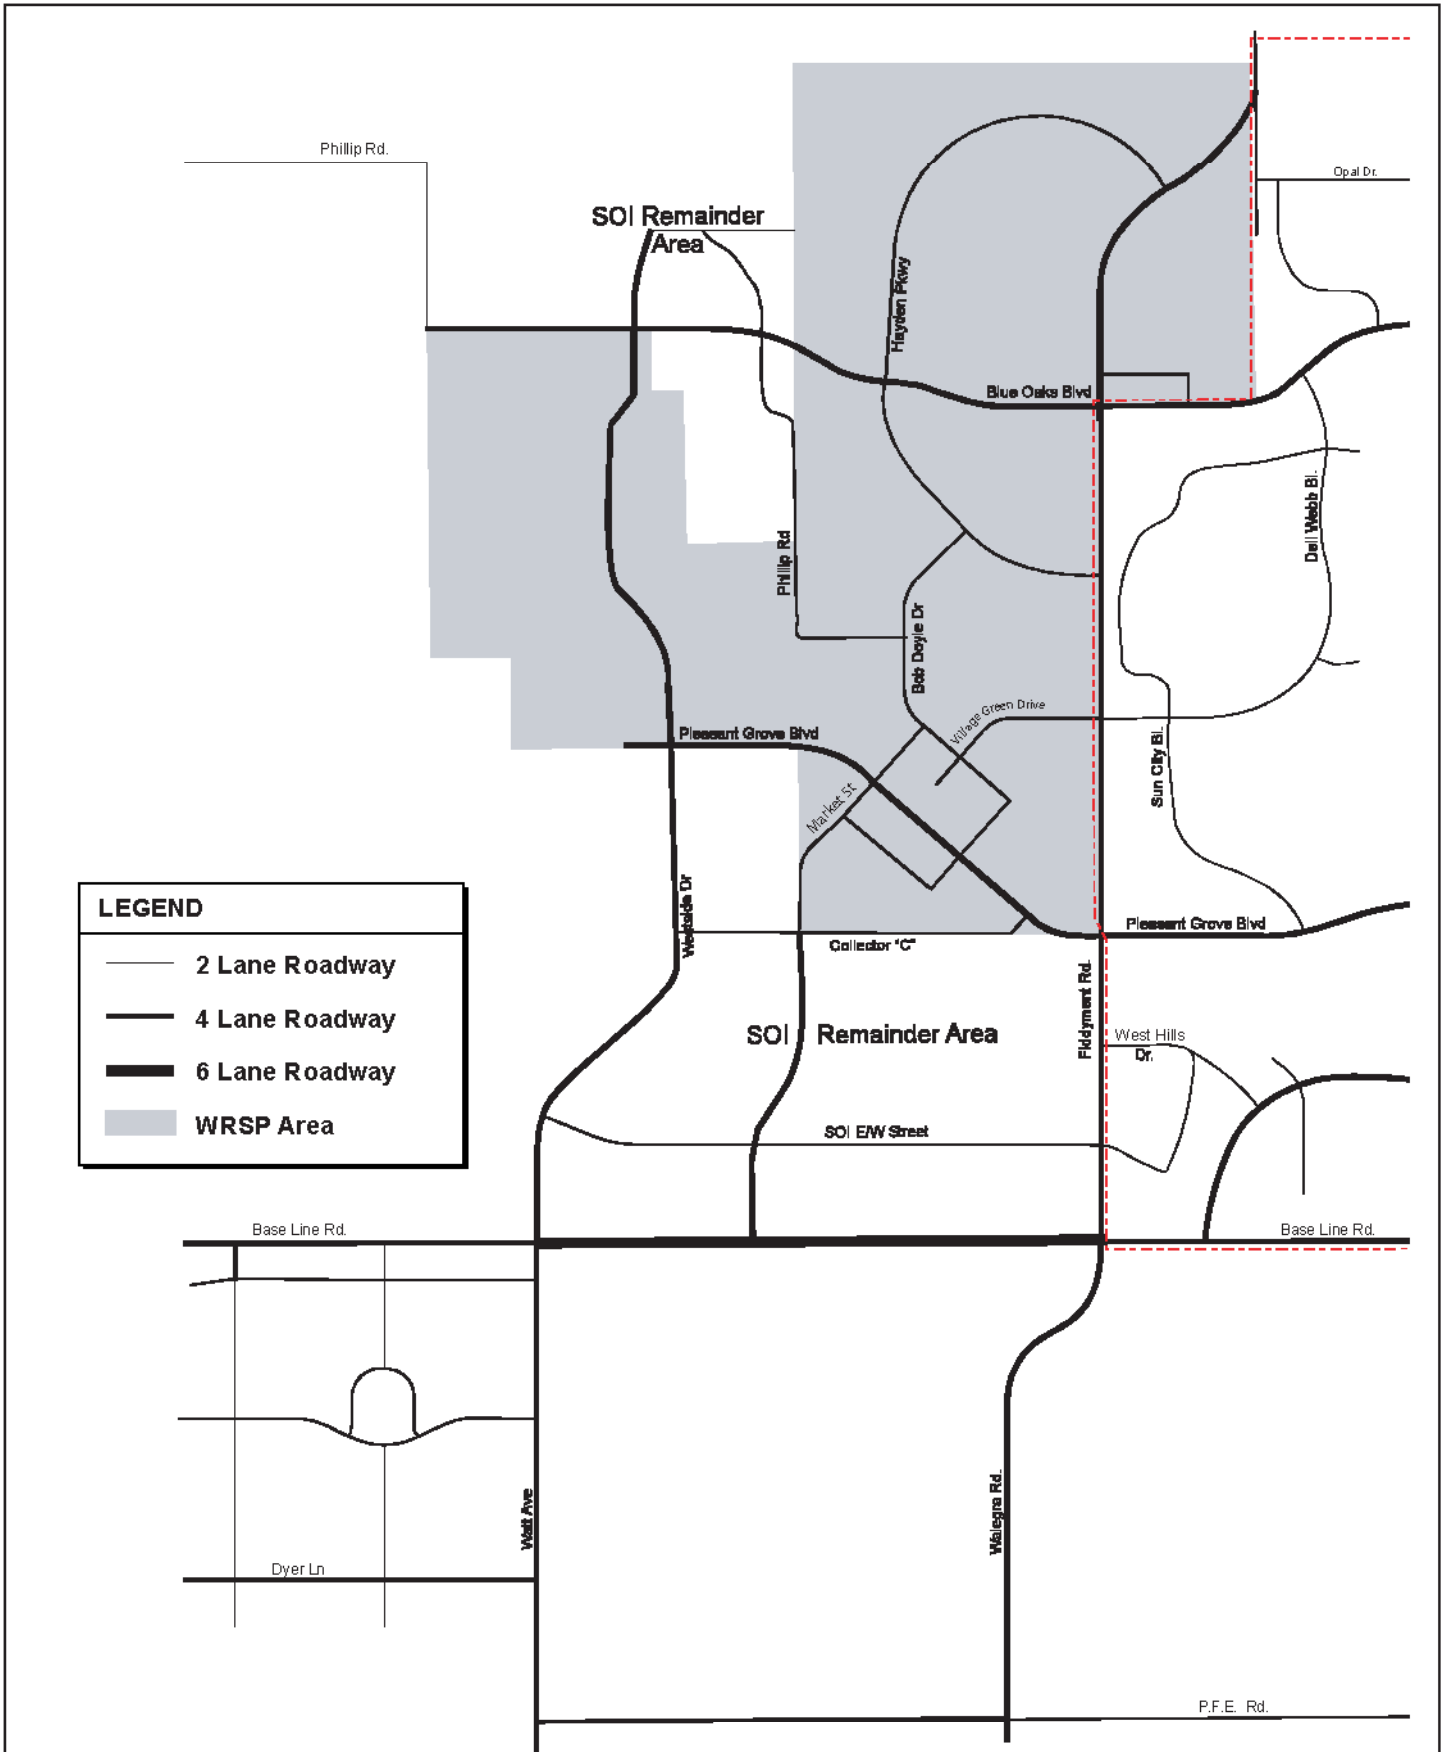 Phillip Rd.
Opal Dr.
SOI Remainder
Area
Hayden Pkwy
Blue Oaks Blvd
Dell Webb Bl.
Phillip Rd
Bob Doyle Dr
Village Green Drive
Pleasant Grove Blvd
Sun City Bl.
Market St
Westside Dr
Pleasant Grove Blvd
Collector "C"
LEGEND
2 Lane Roadway
4 Lane Roadway
6 Lane Roadway
WRSP Area
Fiddyment Rd.
SOI Remainder Area
West Hills
Dr.
SOI E/W Street
Base Line Rd.
Base Line Rd.
Watt Ave
Walegra Rd.
Dyer Ln
P.F.E. Rd.